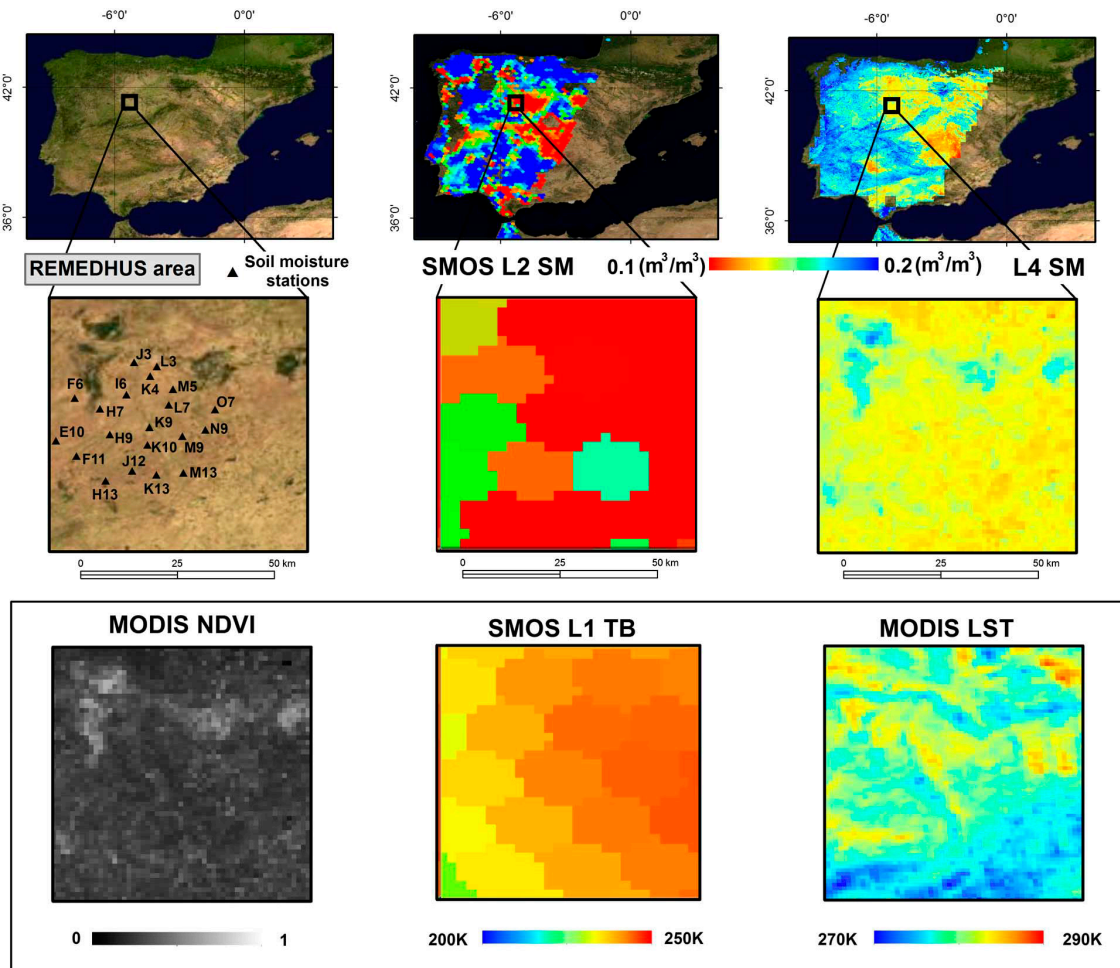 -6°0' 0°0' -6°0' 0°0' -6°0' 0°0'
42°0' 42°0' 42°0'
36°0' 36°0' 36°0'
REMEDHUS area
▲ Soil moisture
stations
SMOS L2 SM
0.1 (m³/m³) 0.2 (m³/m³)
L4 SM
J3
L3
K4
I6
M5
F6
L7
O7
H7
K9
N9
E10
H9
K10
M9
F11
J12
M13
K13
H13
0 25 50 km
0 25 50 km
0 25 50 km
MODIS NDVI
SMOS L1 TB
MODIS LST
0 1
200K 250K
270K 290K